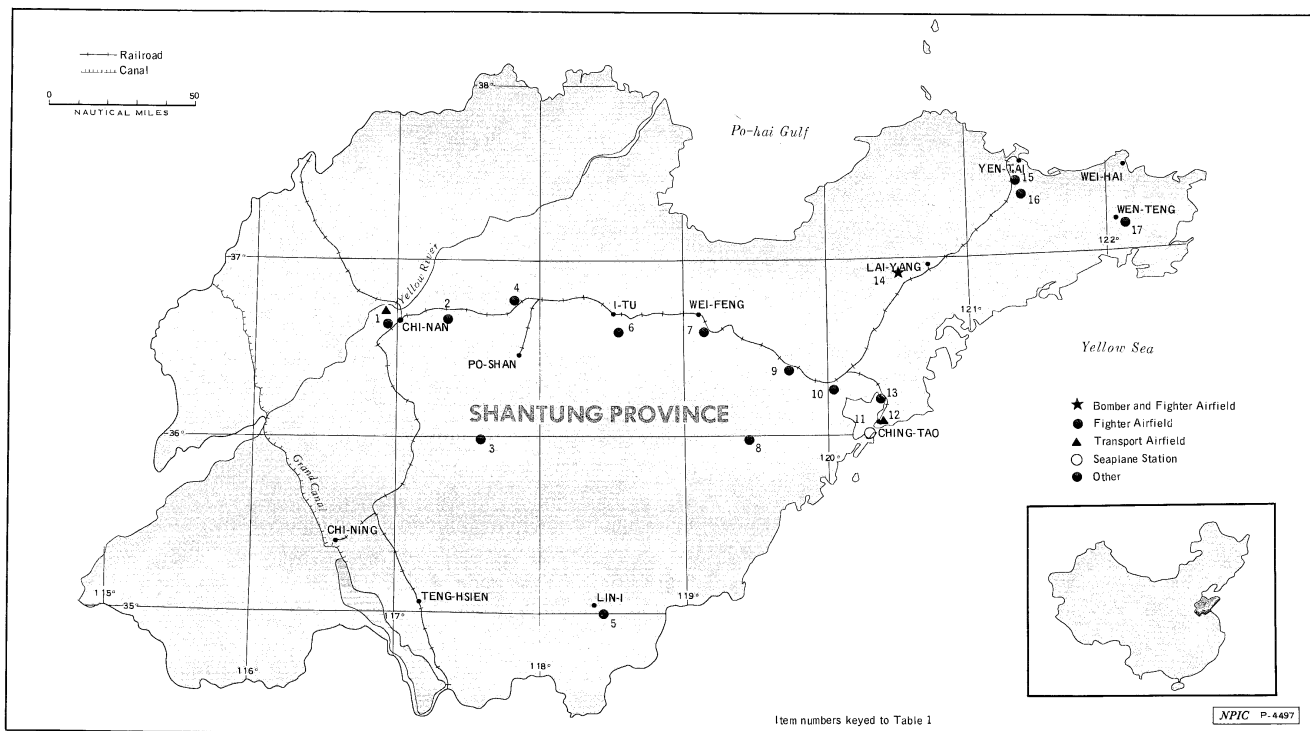 Railroad
Canal
0 50
NAUTICAL MILES
38°
Po-hai Gulf
YEN-TAI
15
16
WEI-HAI
WEN-TENG
17
122°
121°
37°
Yellow River
LAI-YANG
14
1
CHI-NAN
2
4
I-TU
6
WEI-FENG
7
PO-SHAN
9
10
13
11
12
CHING-TAO
Yellow Sea
SHANTUNG PROVINCE
36°
3
8
120°
Bomber and Fighter Airfield
Fighter Airfield
Transport Airfield
Seaplane Station
Other
Grand Canal
CHI-NING
TENG-HSIEN
LIN-I
5
115°
35°
117°
119°
116°
118°
Item numbers keyed to Table 1
NPIC P-4497